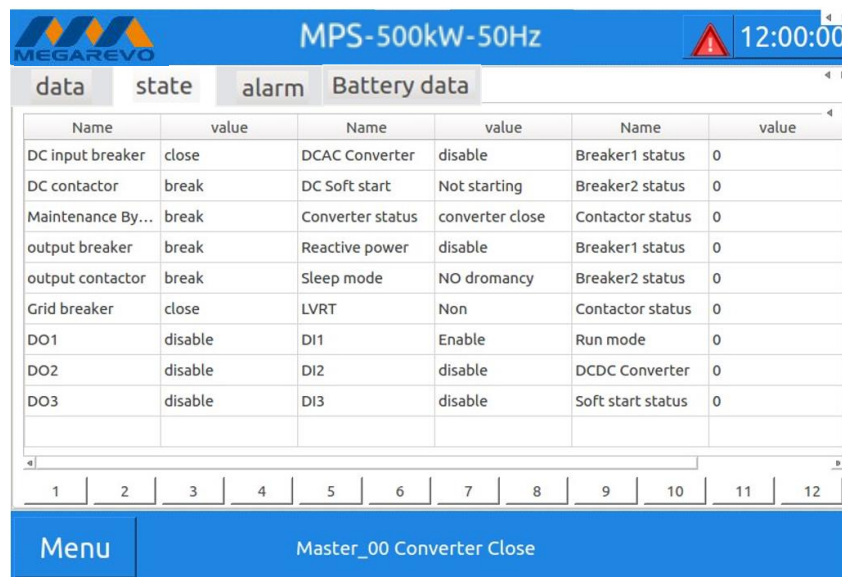 MEGAREVO
MPS-500kW-50Hz
12:00:00
data state alarm Battery data
Name value Name value Name value
DC input breaker close DCAC Converter disable Breaker1 status 0
DC contactor break DC Soft start Not starting Breaker2 status 0
Maintenance By... break Converter status converter close Contactor status 0
output breaker break Reactive power disable Breaker1 status 0
output contactor break Sleep mode NO dromancy Breaker2 status 0
Grid breaker close LVRT Non Contactor status 0
DO1 disable DI1 Enable Run mode 0
DO2 disable DI2 disable DCDC Converter 0
DO3 disable DI3 disable Soft start status 0
1 2 3 4 5 6 7 8 9 10 11 12
Menu Master_00 Converter Close